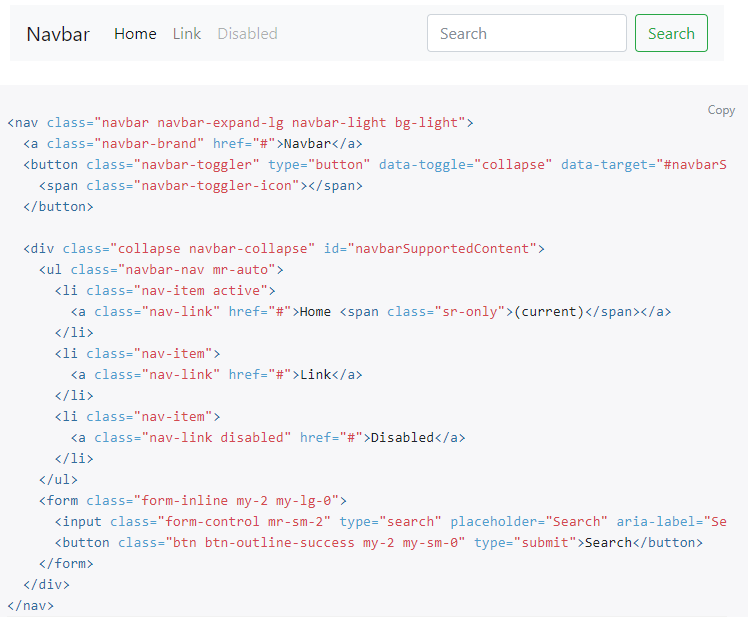 Navbar Home Link Disabled Search Search
Copy
<nav class="navbar navbar-expand-lg navbar-light bg-light">
  <a class="navbar-brand" href="#">Navbar</a>
  <button class="navbar-toggler" type="button" data-toggle="collapse" data-target="#navbarS
    <span class="navbar-toggler-icon"></span>
  </button>

  <div class="collapse navbar-collapse" id="navbarSupportedContent">
    <ul class="navbar-nav mr-auto">
      <li class="nav-item active">
        <a class="nav-link" href="#">Home <span class="sr-only">(current)</span></a>
      </li>
      <li class="nav-item">
        <a class="nav-link" href="#">Link</a>
      </li>
      <li class="nav-item">
        <a class="nav-link disabled" href="#">Disabled</a>
      </li>
    </ul>
    <form class="form-inline my-2 my-lg-0">
      <input class="form-control mr-sm-2" type="search" placeholder="Search" aria-label="Se
      <button class="btn btn-outline-success my-2 my-sm-0" type="submit">Search</button>
    </form>
  </div>
</nav>